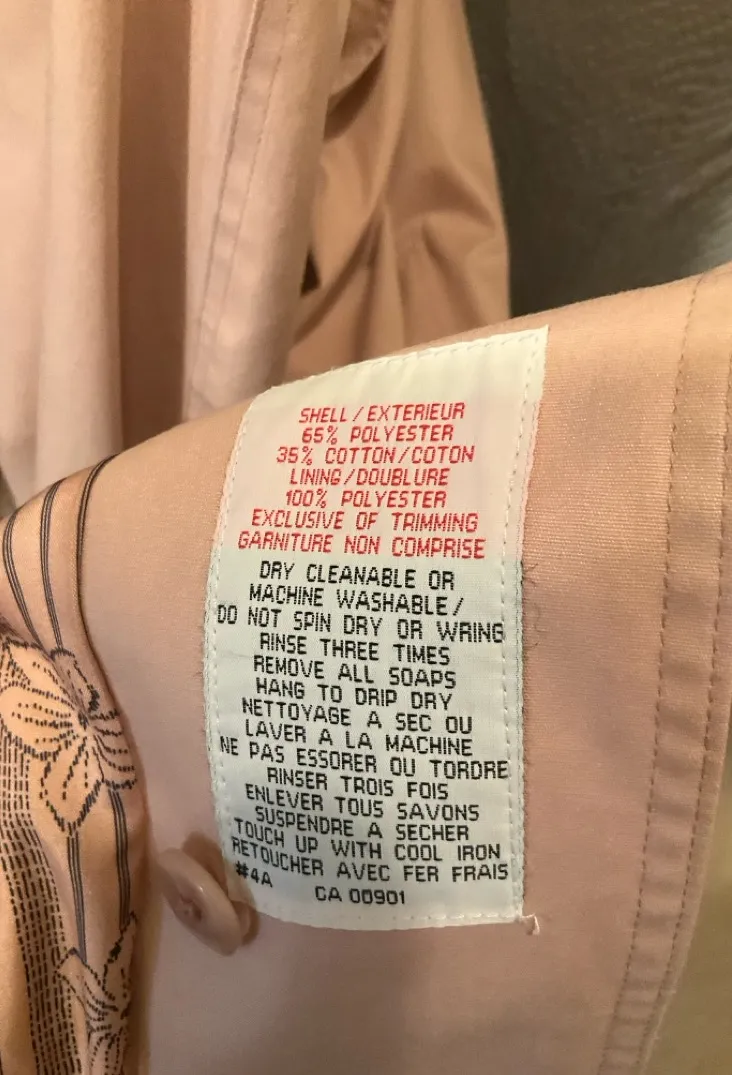 SHELL/EXTERIEUR
65% POLYESTER
35% COTTON/COTON
LINING/DOUBLURE
100% POLYESTER
EXCLUSIVE OF TRIMMING
GARNITURE NON COMPRISE
DRY CLEANABLE OR
MACHINE WASHABLE/
DO NOT SPIN DRY OR WRING
RINSE THREE TIMES
REMOVE ALL SOAPS
HANG TO DRIP DRY
NETTOYAGE A SEC OU
LAVER A LA MACHINE
NE PAS ESSORER OU TORDRE
RINSER TROIS FOIS
ENLEVER TOUS SAVONS
SUSPENDRE A SECHER
TOUCH UP WITH COOL IRON
RETOUCHER AVEC FER FRAIS
#4A CA 00901